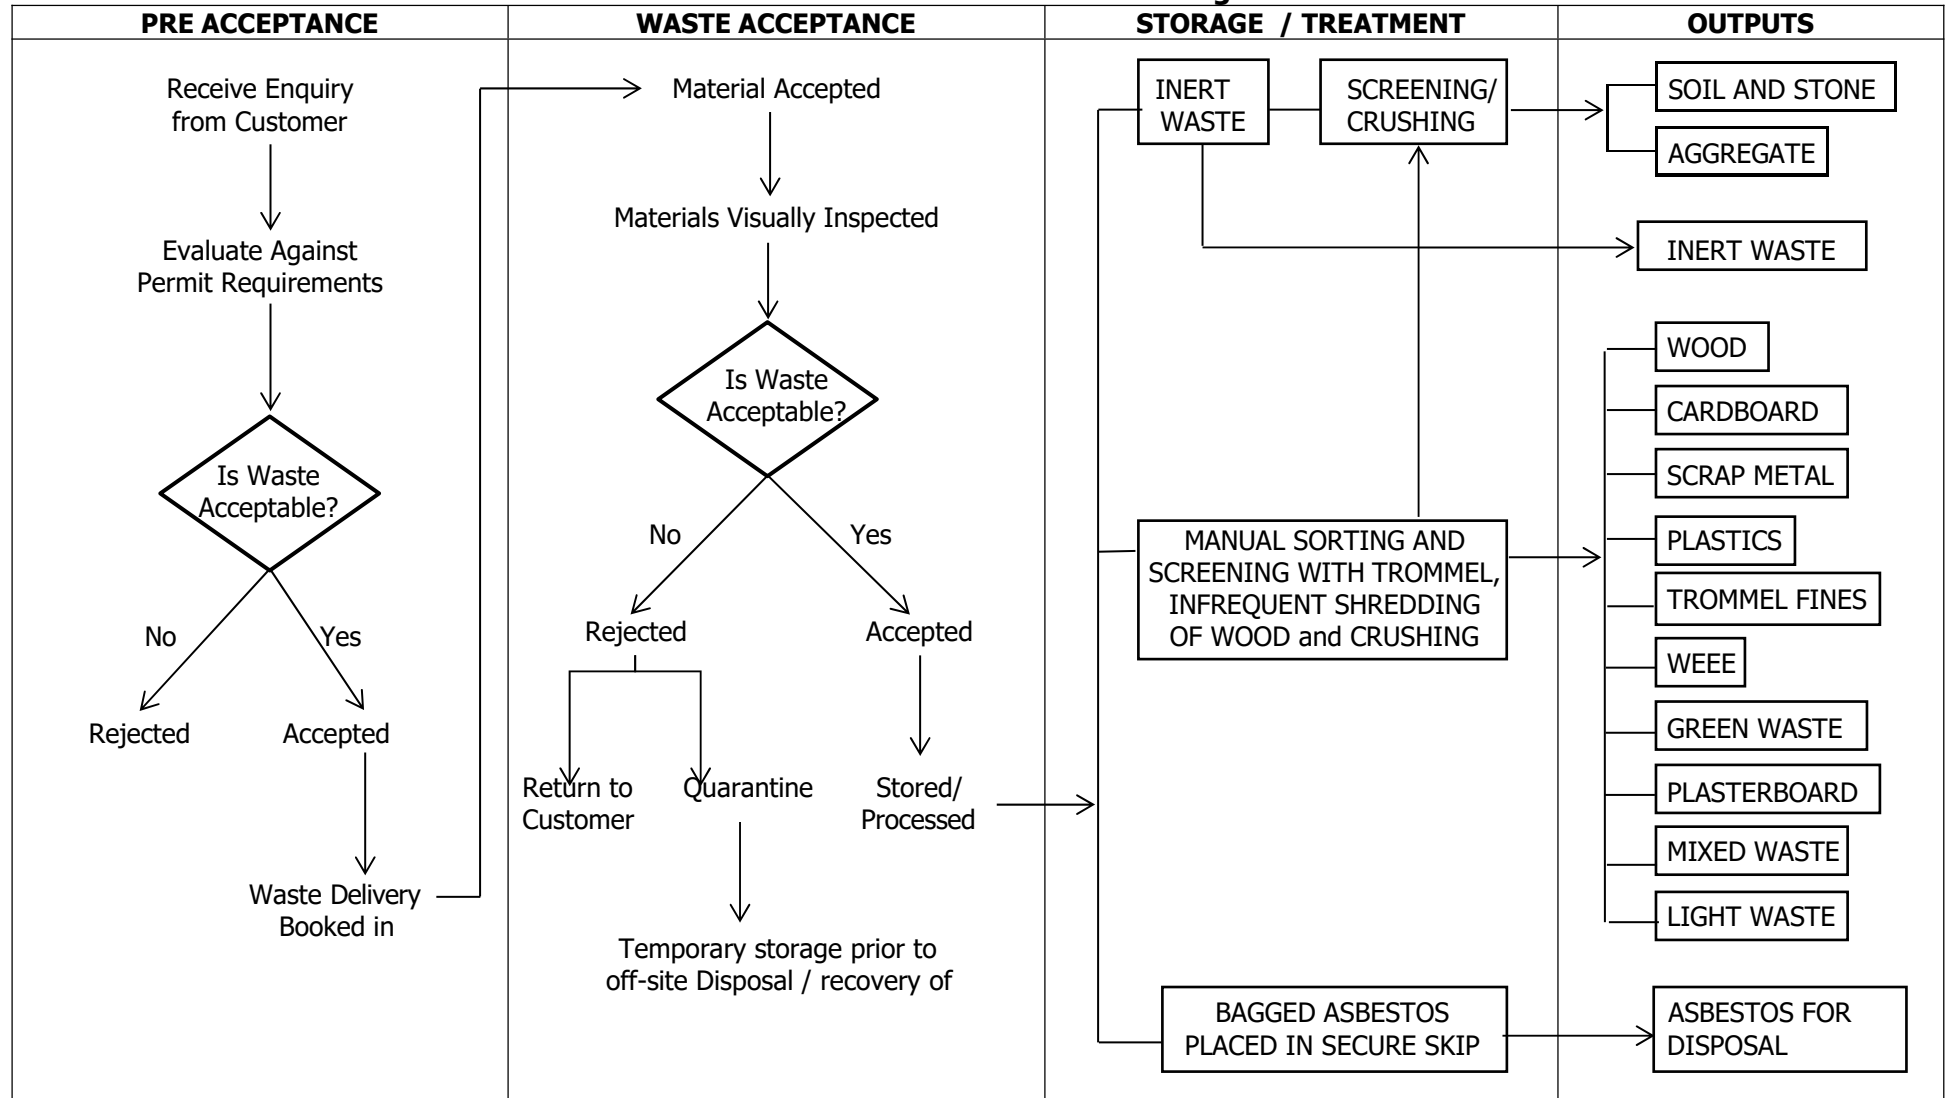 PRE ACCEPTANCE
Receive Enquiry
from Customer
Evaluate Against
Permit Requirements
Is Waste
Acceptable?
No
Yes
Rejected
Accepted
Waste Delivery
Booked in
WASTE ACCEPTANCE
Material Accepted
Materials Visually Inspected
Is Waste
Acceptable?
No
Yes
Rejected
Accepted
Return to
Customer
Quarantine
Stored/
Processed
Temporary storage prior to
off-site Disposal / recovery of
STORAGE / TREATMENT
INERT
WASTE
SCREENING/
CRUSHING
MANUAL SORTING AND
SCREENING WITH TROMMEL,
INFREQUENT SHREDDING
OF WOOD and CRUSHING
BAGGED ASBESTOS
PLACED IN SECURE SKIP
OUTPUTS
SOIL AND STONE
AGGREGATE
INERT WASTE
WOOD
CARDBOARD
SCRAP METAL
PLASTICS
TROMMEL FINES
WEEE
GREEN WASTE
PLASTERBOARD
MIXED WASTE
LIGHT WASTE
ASBESTOS FOR
DISPOSAL